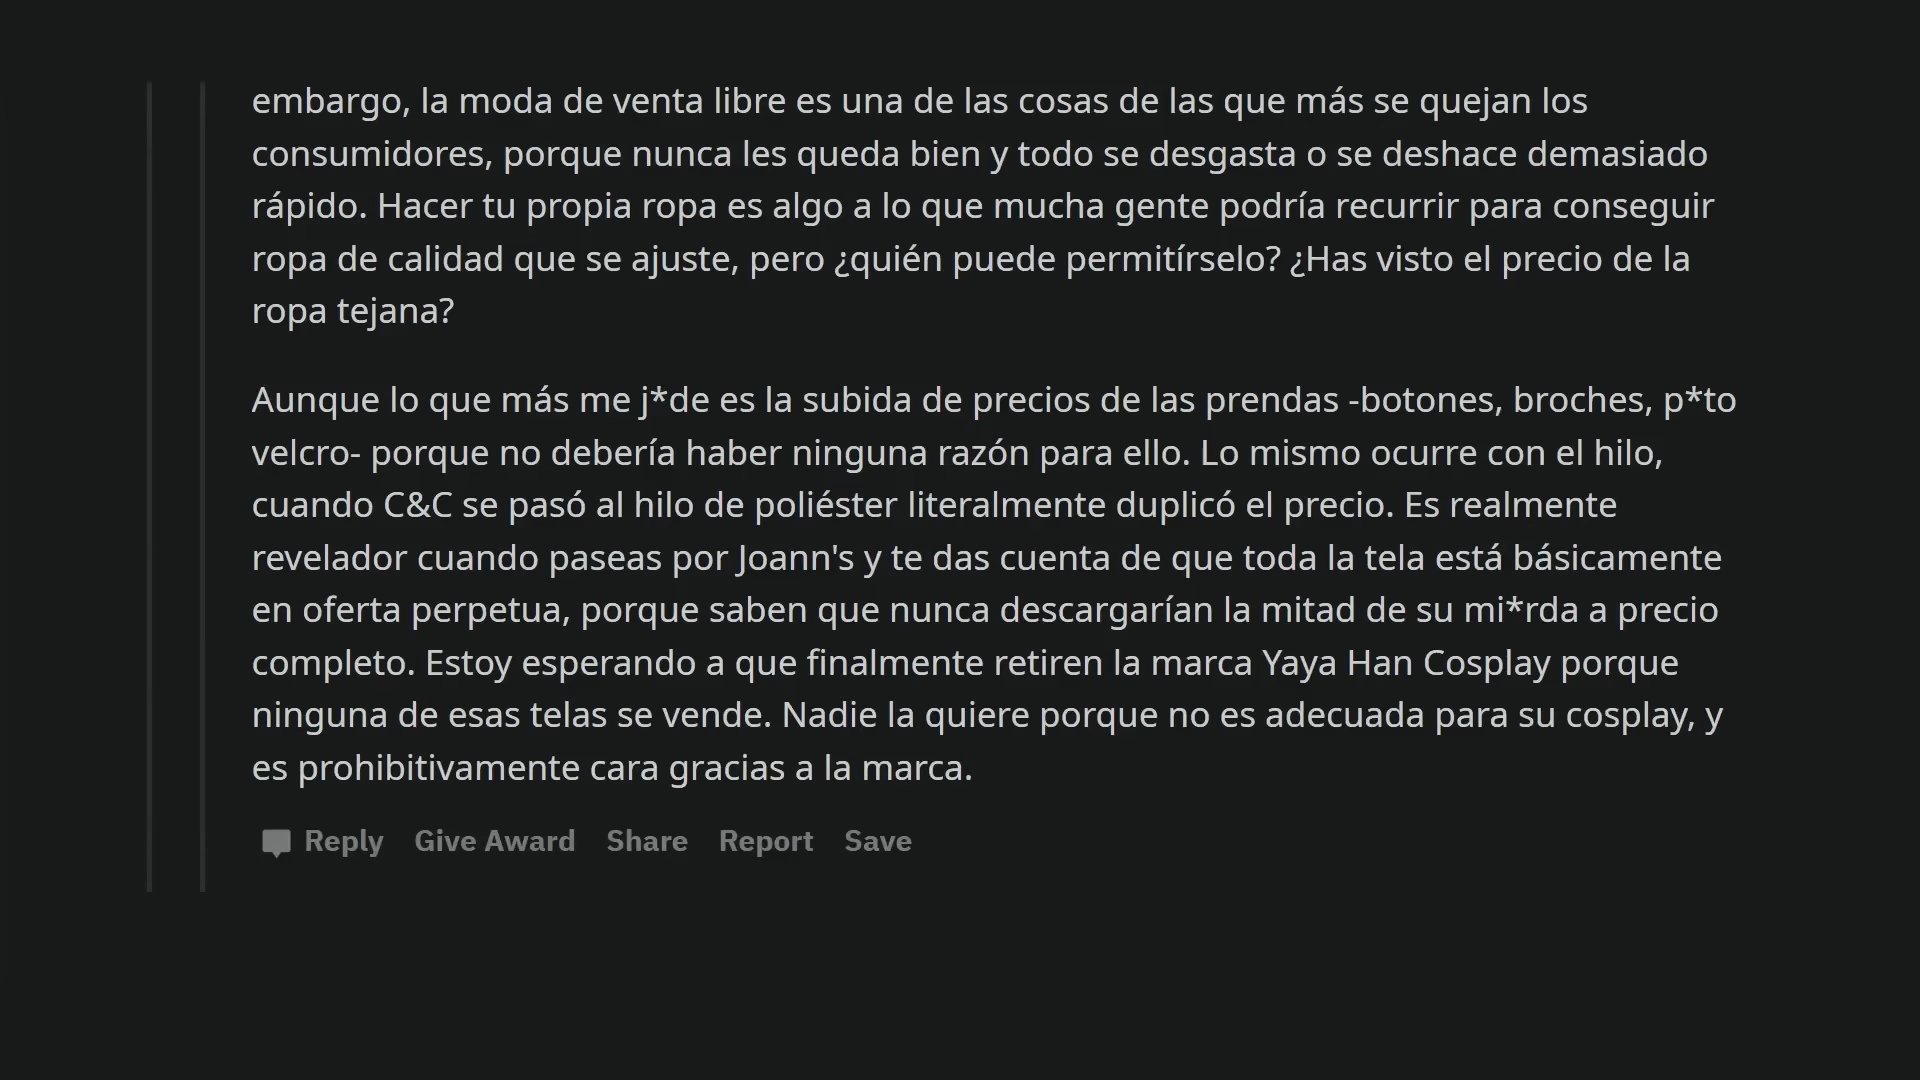 embargo, la moda de venta libre es una de las cosas de las que más se quejan los
consumidores, porque nunca les queda bien y todo se desgasta o se deshace demasiado
rápido. Hacer tu propia ropa es algo a lo que mucha gente podría recurrir para conseguir
ropa de calidad que se ajuste, pero ¿quién puede permitírselo? ¿Has visto el precio de la
ropa tejana?
Aunque lo que más me j*de es la subida de precios de las prendas -botones, broches, p*to
velcro- porque no debería haber ninguna razón para ello. Lo mismo ocurre con el hilo,
cuando C&C se pasó al hilo de poliéster literalmente duplicó el precio. Es realmente
revelador cuando paseas por Joann's y te das cuenta de que toda la tela está básicamente
en oferta perpetua, porque saben que nunca descargarían la mitad de su mi*rda a precio
completo. Estoy esperando a que finalmente retiren la marca Yaya Han Cosplay porque
ninguna de esas telas se vende. Nadie la quiere porque no es adecuada para su cosplay, y
es prohibitivamente cara gracias a la marca.
Reply Give Award Share Report Save